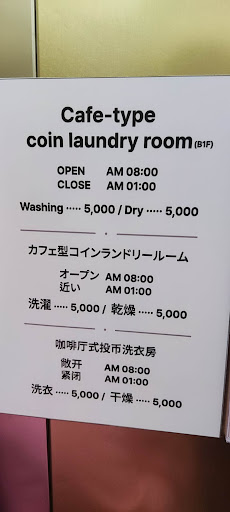 Cafe-type
coin laundry room(B1F)
OPEN AM 08:00
CLOSE AM 01:00
Washing ····· 5,000 / Dry ····· 5,000
カフェ型コインランドリールーム
オープン AM 08:00
近い AM 01:00
洗濯 ····· 5,000 / 乾燥 ····· 5,000
咖啡厅式投币洗衣房
敞开 AM 08:00
紧闭 AM 01:00
洗衣 ····· 5,000 / 干燥 ····· 5,000